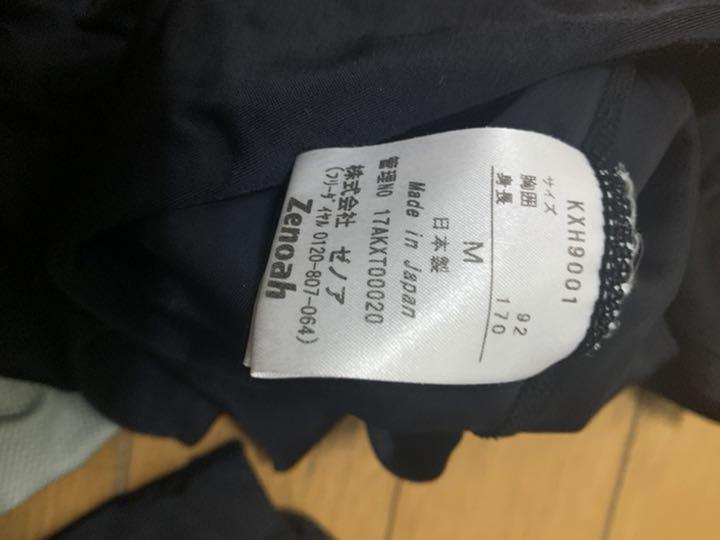 KXH9001
サイズ
胸囲 92
身長 170
M
日本製
Made in Japan
管理NO 17AKXT00020
株式会社 ゼノア
(フリーダイヤル 0120-807-064)
Zenoah